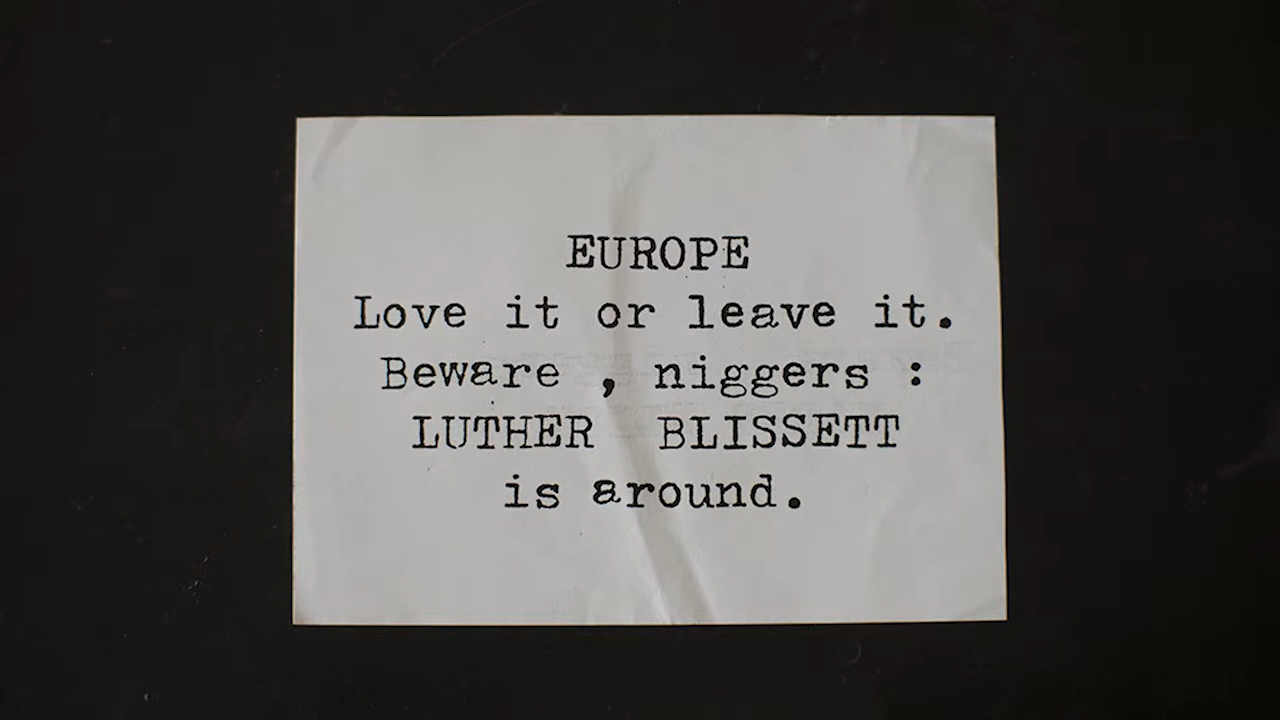 EUROPE
Love it or leave it.
Beware , niggers :
LUTHER BLISSETT
is around.